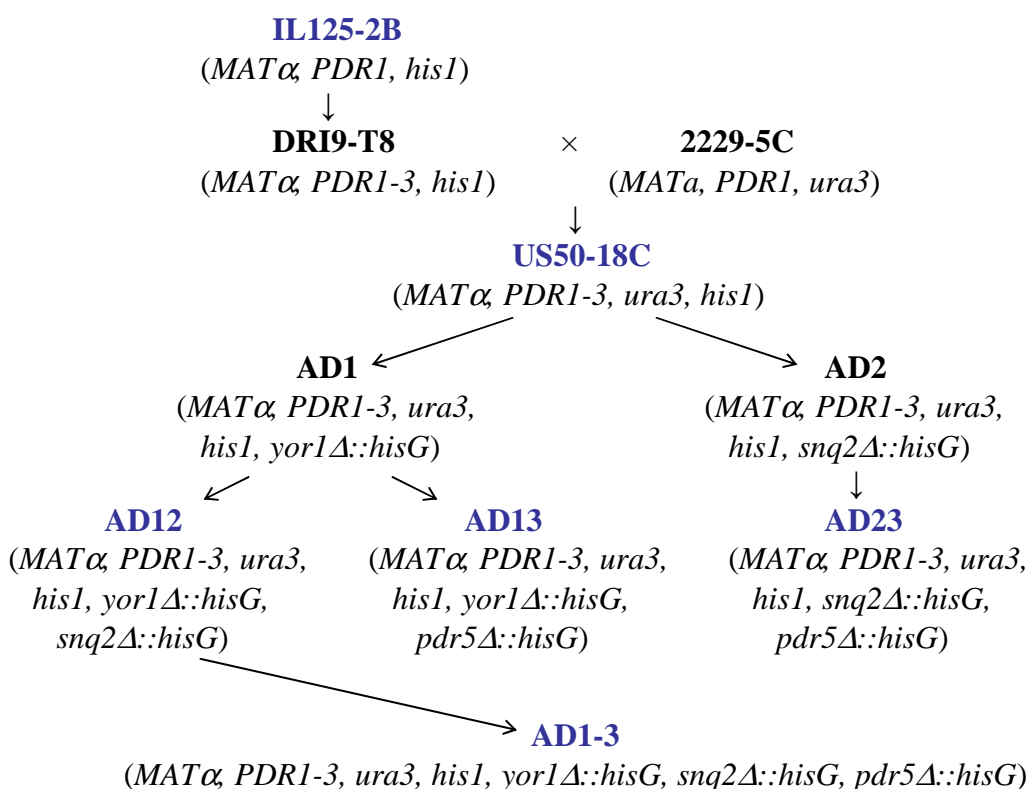 IL125-2B
(MATα, PDR1, his1)
↓
DRI9-T8 × 2229-5C
(MATα, PDR1-3, his1) (MATa, PDR1, ura3)
↓
US50-18C
(MATα, PDR1-3, ura3, his1)
AD1 AD2
(MATα, PDR1-3, ura3, (MATα, PDR1-3, ura3,
his1, yor1Δ::hisG) his1, snq2Δ::hisG)
↓
AD12 AD13 AD23
(MATα, PDR1-3, ura3, (MATα, PDR1-3, ura3, (MATα, PDR1-3, ura3,
his1, yor1Δ::hisG, his1, yor1Δ::hisG, his1, snq2Δ::hisG,
snq2Δ::hisG) pdr5Δ::hisG) pdr5Δ::hisG)
AD1-3
(MATα, PDR1-3, ura3, his1, yor1Δ::hisG, snq2Δ::hisG, pdr5Δ::hisG)